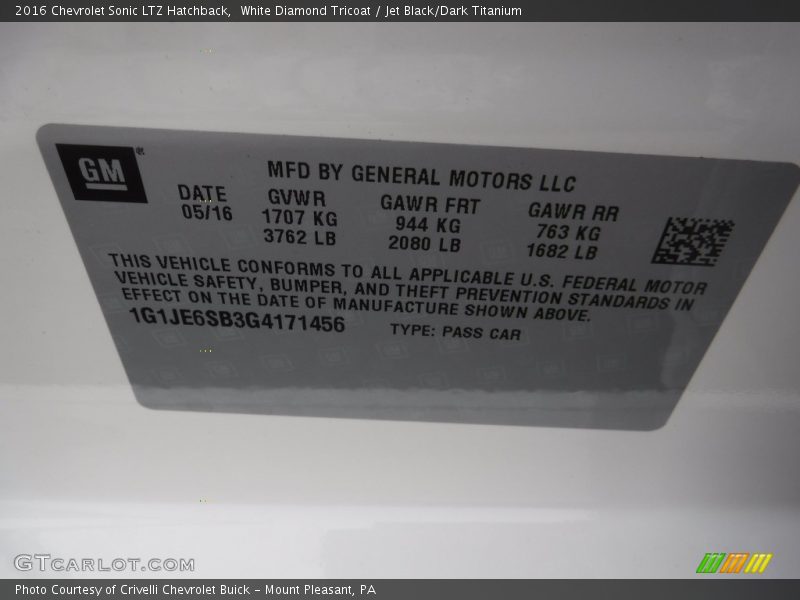 2016 Chevrolet Sonic LTZ Hatchback,  White Diamond Tricoat / Jet Black/Dark Titanium
GM®
MFD BY GENERAL MOTORS LLC
DATE GVWR GAWR FRT GAWR RR
05/16 1707 KG 944 KG 763 KG
3762 LB 2080 LB 1682 LB
THIS VEHICLE CONFORMS TO ALL APPLICABLE U.S. FEDERAL MOTOR
VEHICLE SAFETY, BUMPER, AND THEFT PREVENTION STANDARDS IN
EFFECT ON THE DATE OF MANUFACTURE SHOWN ABOVE.
1G1JE6SB3G4171456 TYPE: PASS CAR
GTCARLOT.COM
Photo Courtesy of Crivelli Chevrolet Buick – Mount Pleasant, PA